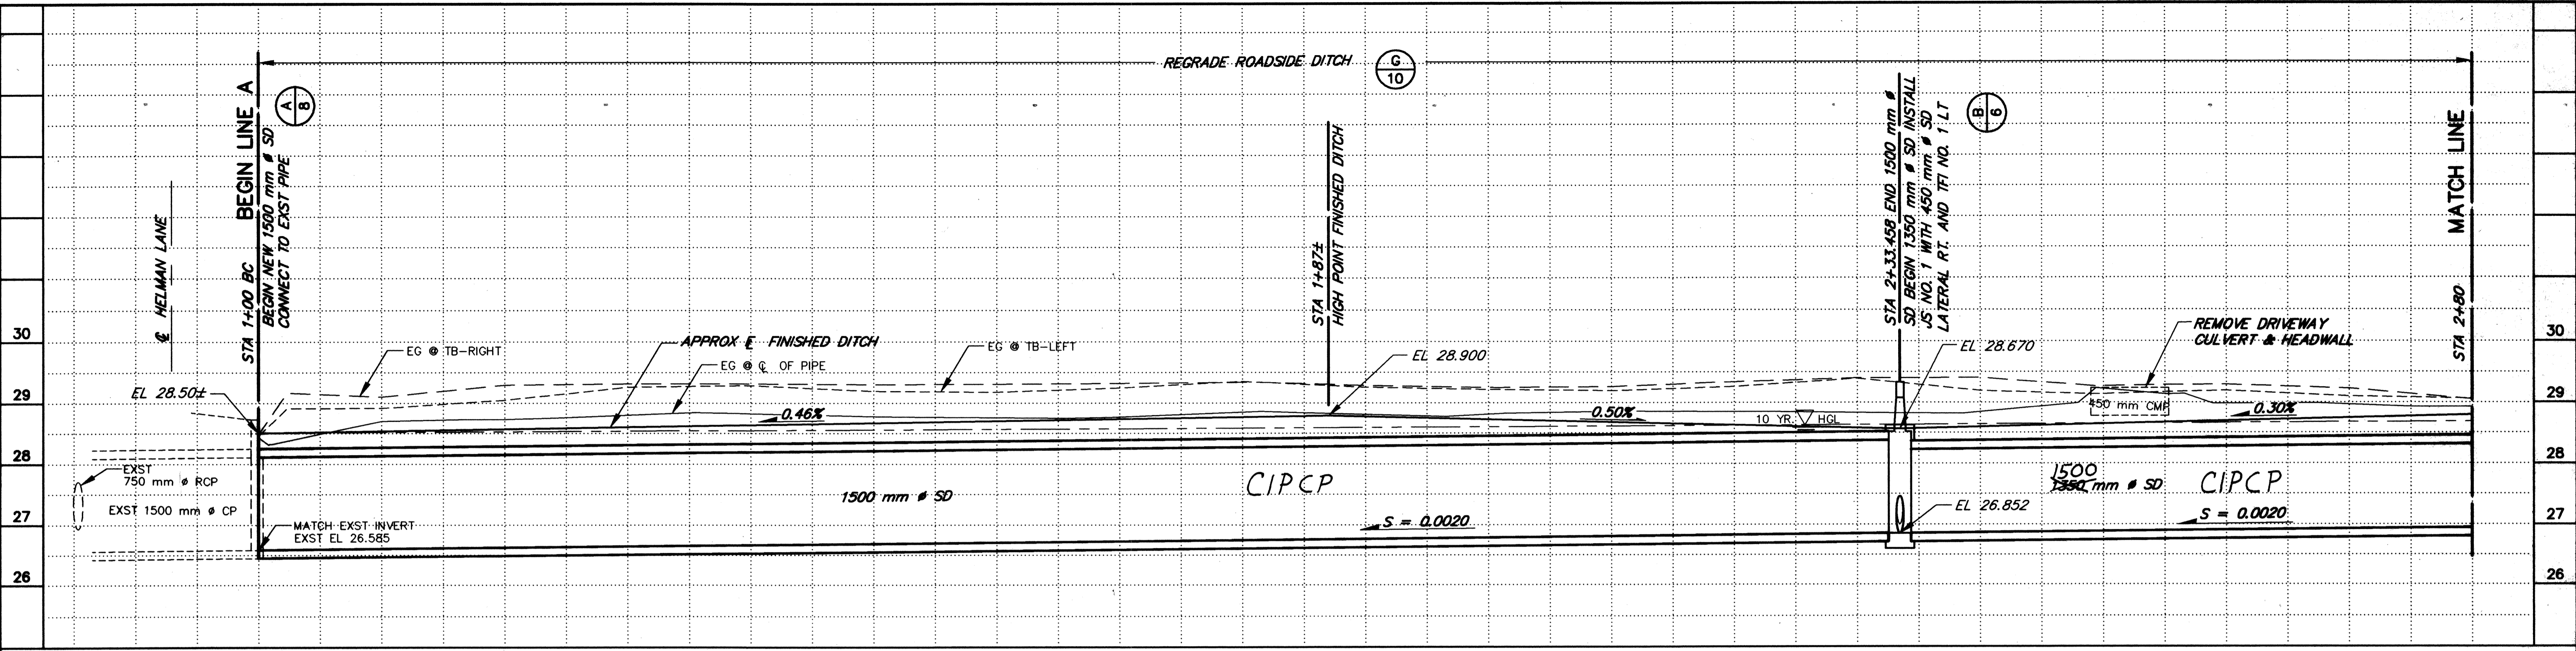 REGRADE ROADSIDE DITCH
G
10
BEGIN LINE A
A
8
STA 1+00 BC
BEGIN NEW 1500 mm ø SD
CONNECT TO EXST PIPE
℄ HELMAN LANE
STA 1+87±
HIGH POINT FINISHED DITCH
STA 2+33.458 END 1500 mm ø
SD BEGIN 1350 mm ø SD INSTALL
JS NO. 1 WITH 450 mm ø SD
LATERAL RT. AND TFI NO. 1 LT
B
6
MATCH LINE
STA 2+80
30
30
EG @ TB-RIGHT
APPROX ℄ FINISHED DITCH
EG @ ℄ OF PIPE
EG @ TB-LEFT
EL 28.900
EL 28.670
REMOVE DRIVEWAY
CULVERT & HEADWALL
EL 28.50±
29
29
0.46%
0.50%
10 YR. HGL
450 mm CMP
0.30%
28
28
EXST
750 mm ø RCP
EXST 1500 mm ø CP
1500 mm ø SD
CIPCP
1500
1350 mm ø SD
CIPCP
27
27
MATCH EXST INVERT
EXST EL 26.585
S = 0.0020
EL 26.852
S = 0.0020
26
26